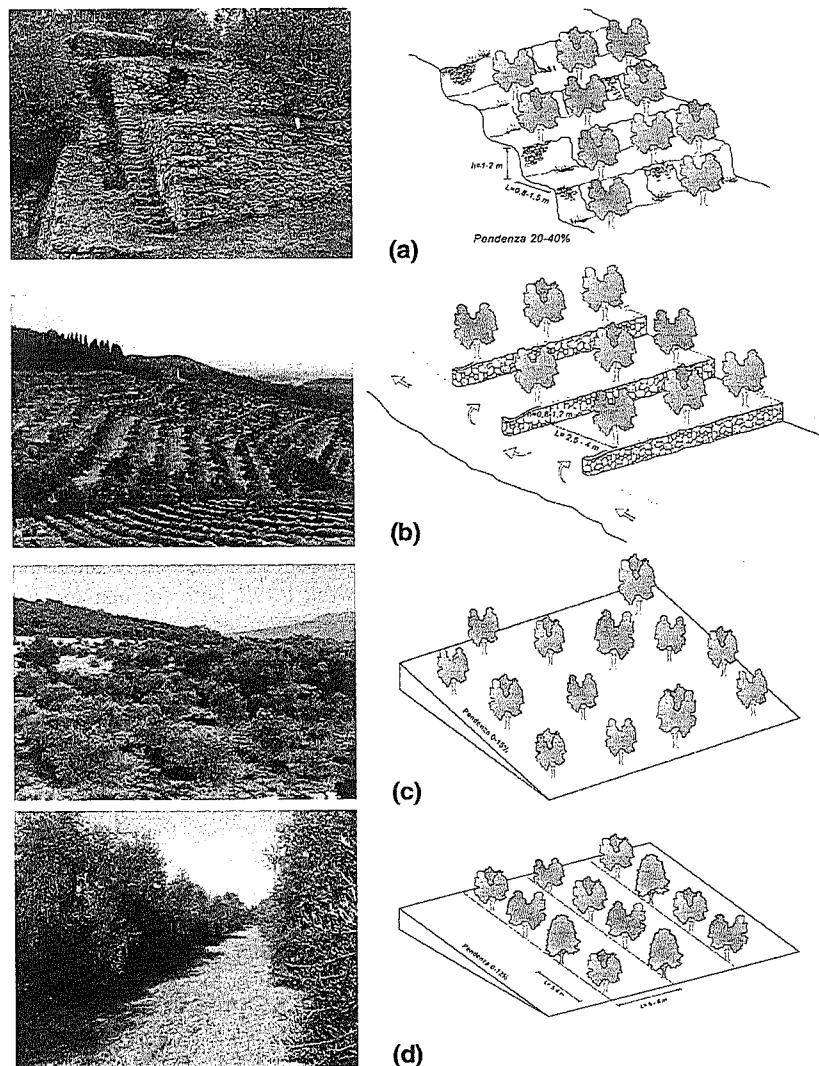 h=1-2 m
L=0,8-1,5 m
Pendenza 20-40%
(a)
h=0,6-1,2 m
L= 2,5 - 4 m
(b)
Pendenza 0-15%
(c)
Pendenza 0-12%
(d)